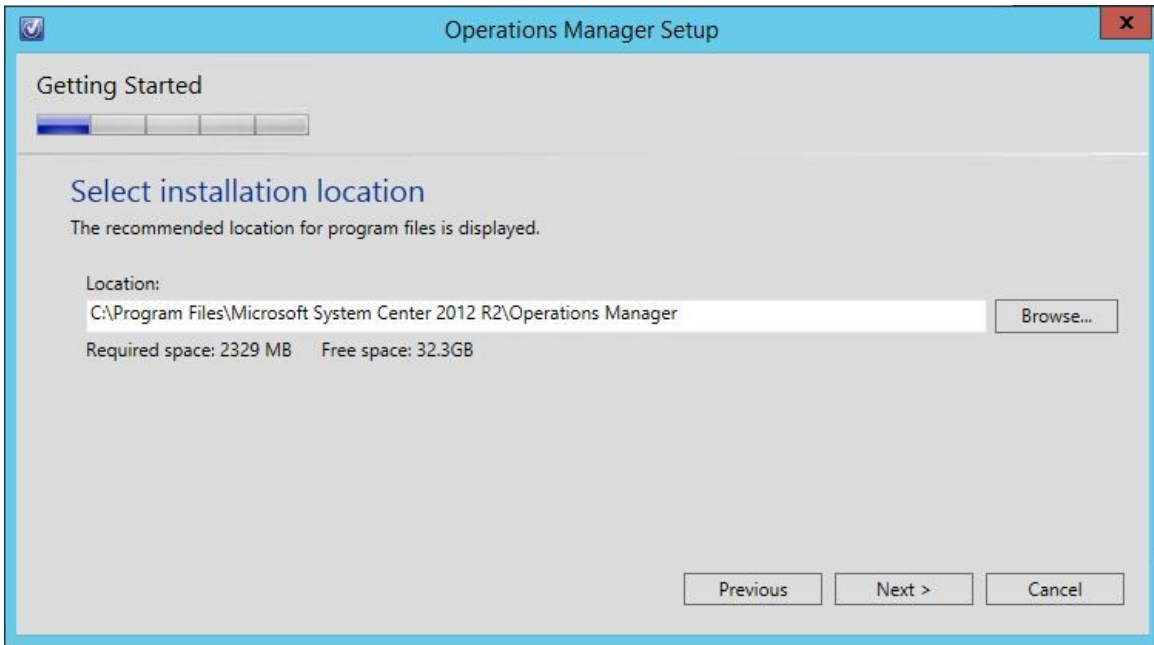 Operations Manager Setup
x
Getting Started
Select installation location
The recommended location for program files is displayed.
Location:
C:\Program Files\Microsoft System Center 2012 R2\Operations Manager
Browse...
Required space: 2329 MB Free space: 32.3GB
Previous Next > Cancel